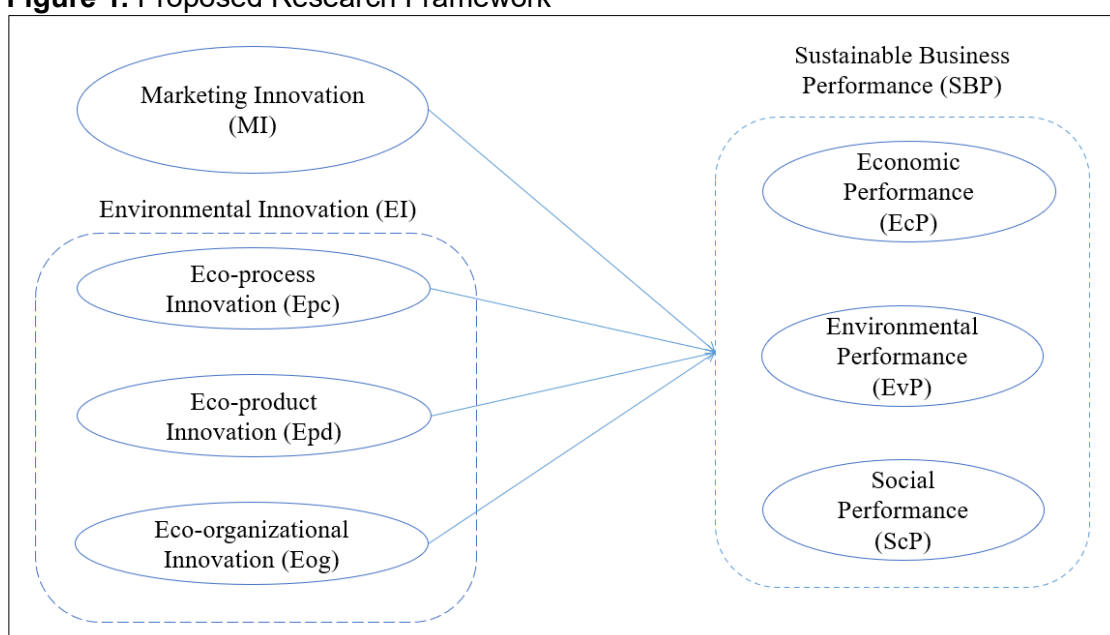 Figure 1. Proposed Research Framework
Marketing Innovation
(MI)
Environmental Innovation (EI)
Eco-process
Innovation (Epc)
Eco-product
Innovation (Epd)
Eco-organizational
Innovation (Eog)
Sustainable Business
Performance (SBP)
Economic
Performance
(EcP)
Environmental
Performance
(EvP)
Social
Performance
(ScP)